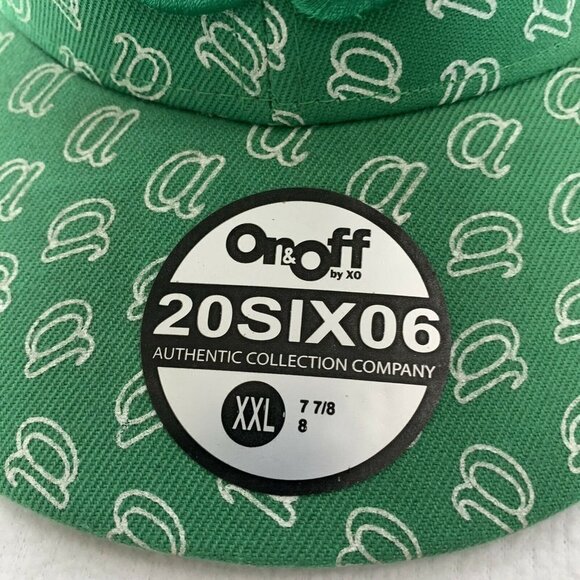 On&Off
by XO
20SIX06
AUTHENTIC COLLECTION COMPANY
XXL
7 7/8
8